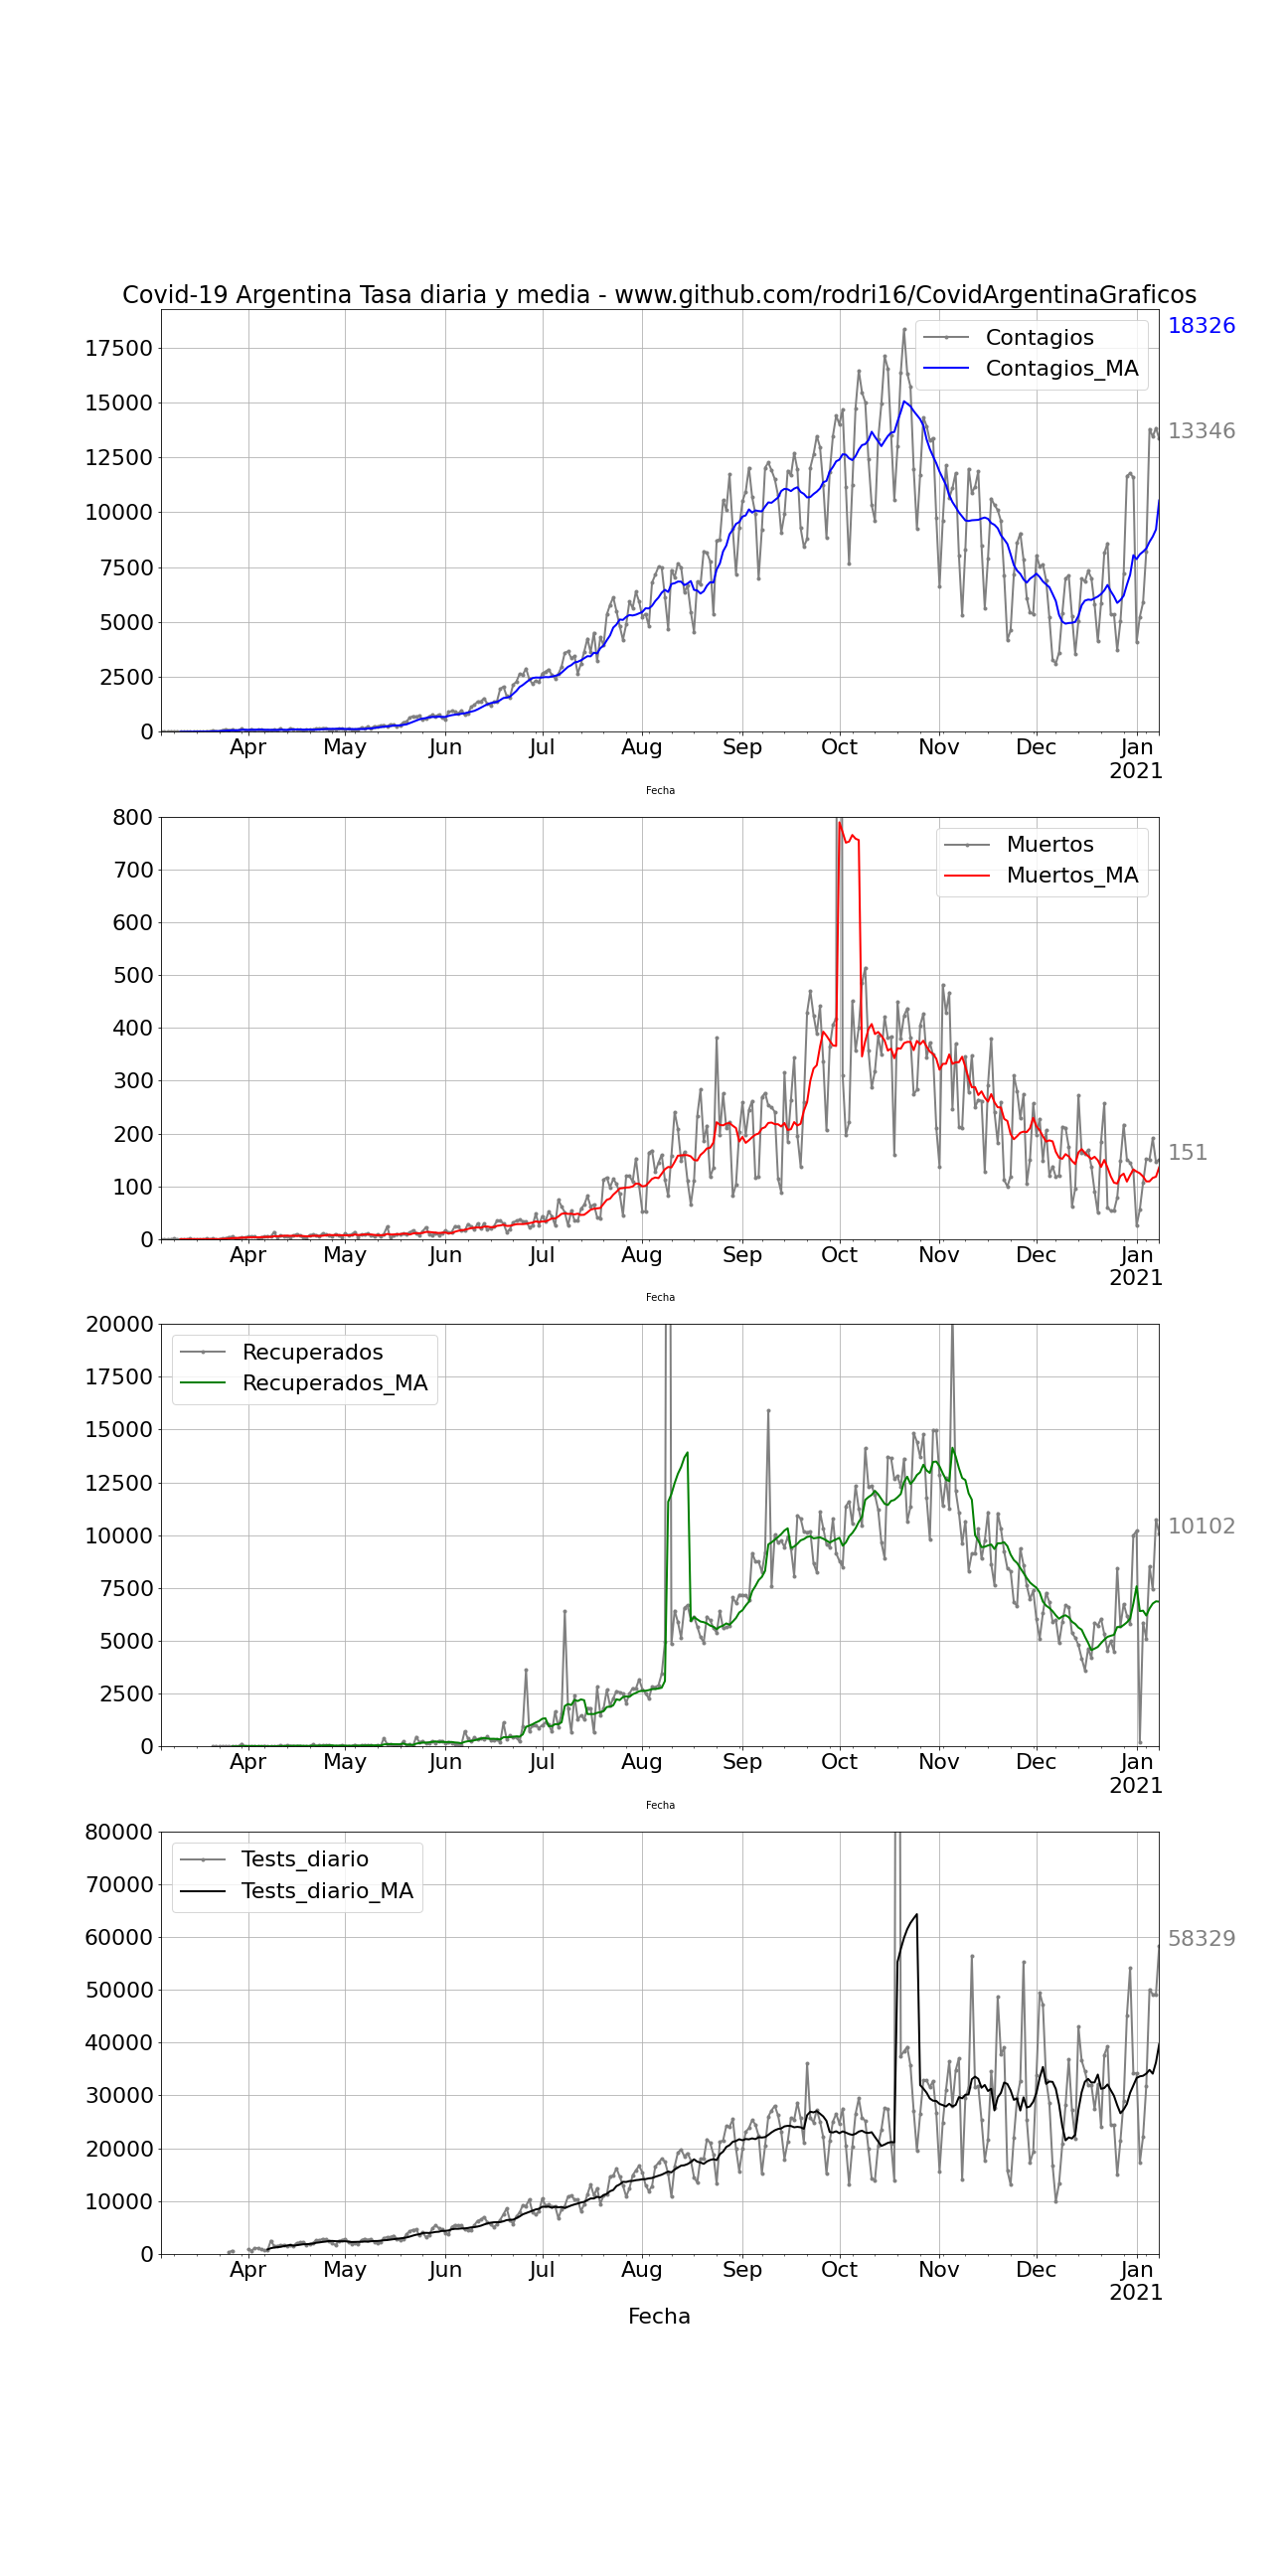 Covid-19 Argentina Tasa diaria y media - www.github.com/rodri16/CovidArgentinaGraficos
18326
Contagios
Contagios_MA
13346
17500
15000
12500
10000
7500
5000
2500
0
Apr May Jun Jul Aug Sep Oct Nov Dec Jan
2021
Fecha
Muertos
Muertos_MA
151
800
700
600
500
400
300
200
100
0
Apr May Jun Jul Aug Sep Oct Nov Dec Jan
2021
Fecha
Recuperados
Recuperados_MA
10102
20000
17500
15000
12500
10000
7500
5000
2500
0
Apr May Jun Jul Aug Sep Oct Nov Dec Jan
2021
Fecha
Tests_diario
Tests_diario_MA
58329
80000
70000
60000
50000
40000
30000
20000
10000
0
Apr May Jun Jul Aug Sep Oct Nov Dec Jan
2021
Fecha